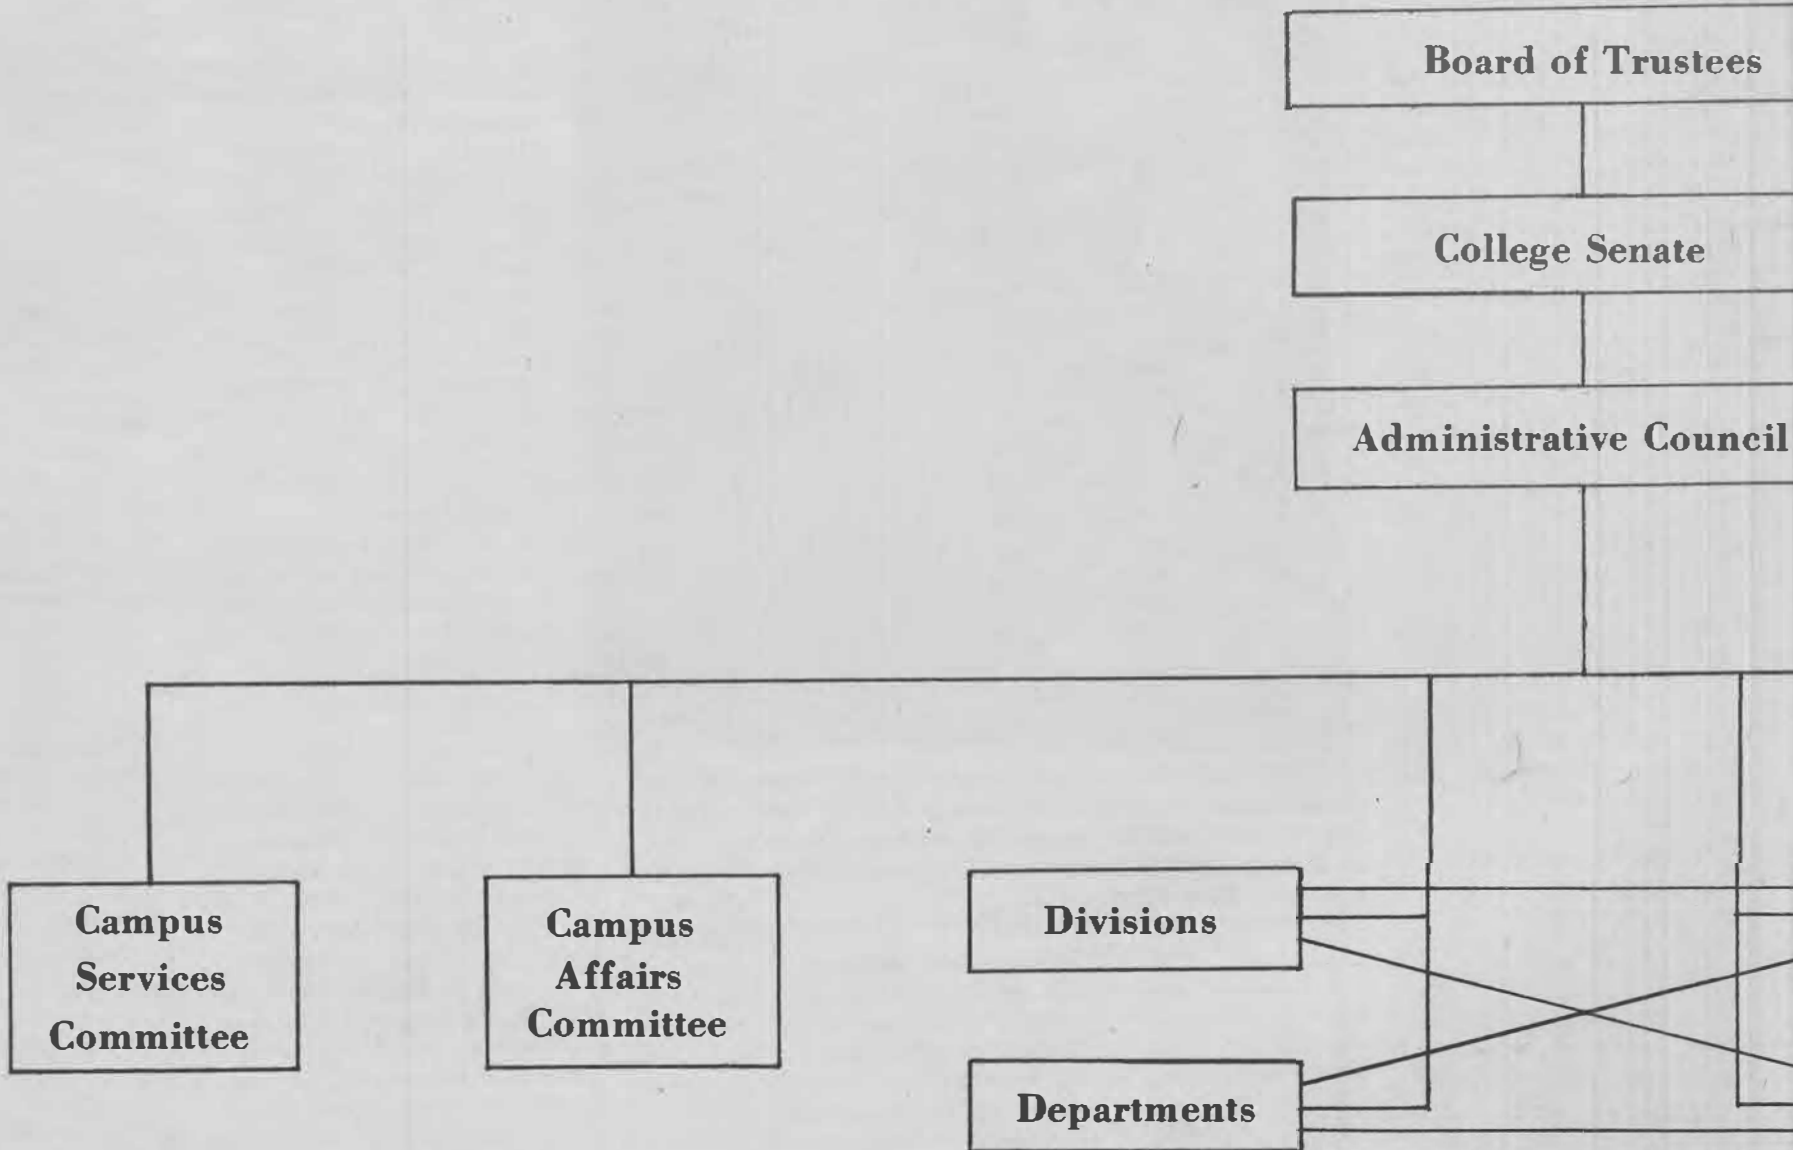 Board of Trustees
College Senate
Administrative Council
Campus
Services
Committee
Campus
Affairs
Committee
Divisions
Departments